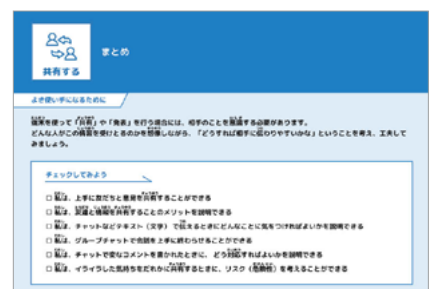 共有する
まとめ
よき使い手になるために
端末を使って「共有」や「発表」を行う場合には、相手のことを意識する必要があります。
どんな人がこの情報を受けとるのかを想像しながら、「どうすれば相手に伝わりやすいかな」ということを考え、工夫して
みましょう。
チェックしてみよう
□ 私は、上手に友だちと意見を共有することができる
□ 私は、友達と情報を共有することのメリットを説明できる
□ 私は、チャットなどテキスト（文字）で伝えるときにどんなことに気をつければよいかを説明できる
□ 私は、グループチャットで会話を上手に終わらせることができる
□ 私は、チャットで変なコメントを書かれたときに、どう対応すればよいかを説明できる
□ 私は、イライラした気持ちをだれかに共有するときに、リスク（危険性）を考えることができる